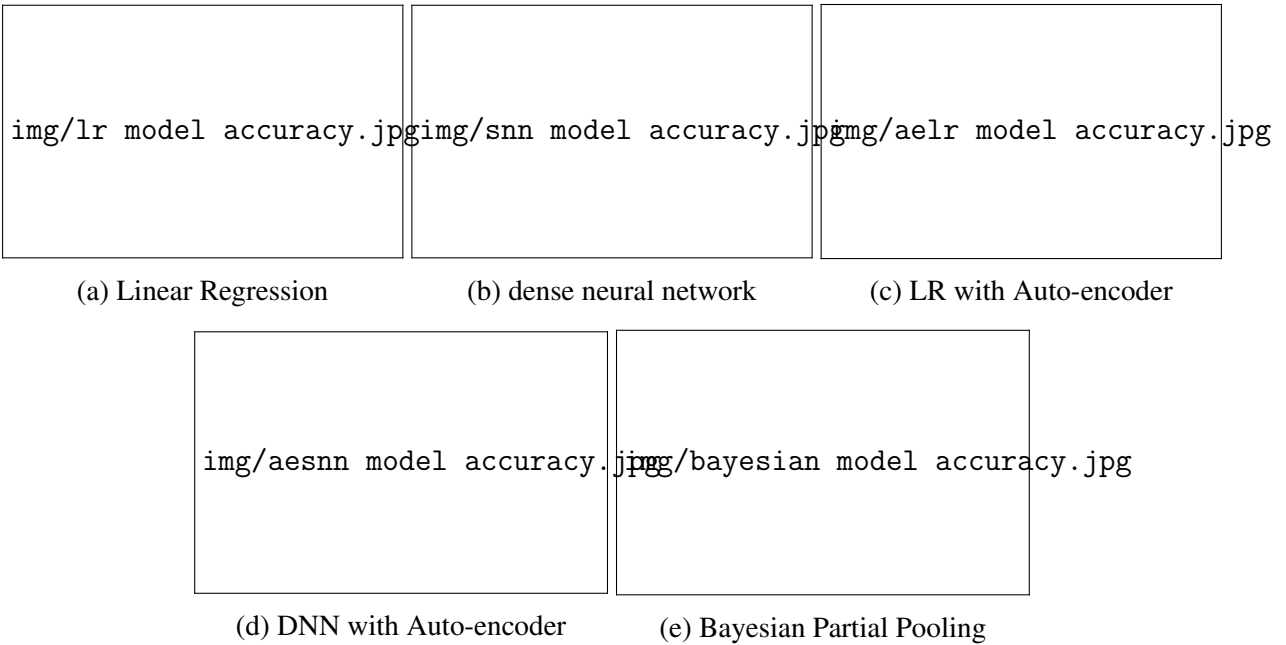 img/lr model accuracy.jpg
img/snn model accuracy.jpg
img/aelr model accuracy.jpg
(a) Linear Regression
(b) dense neural network
(c) LR with Auto-encoder
img/aesnn model accuracy.jpg
img/bayesian model accuracy.jpg
(d) DNN with Auto-encoder
(e) Bayesian Partial Pooling